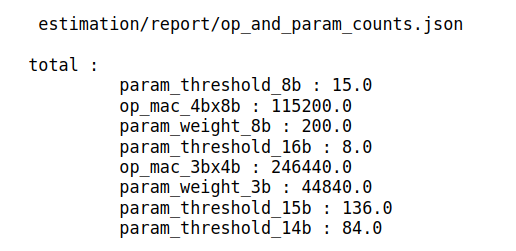 estimation/report/op_and_param_counts.json
total :
param_threshold_8b : 15.0
op_mac_4bx8b : 115200.0
param_weight_8b : 200.0
param_threshold_16b : 8.0
op_mac_3bx4b : 246440.0
param_weight_3b : 44840.0
param_threshold_15b : 136.0
param_threshold_14b : 84.0